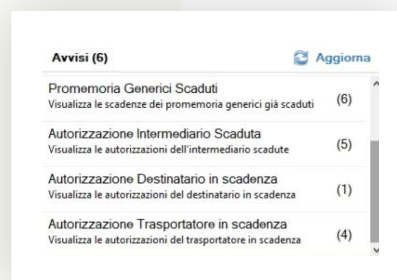 Avvisi (6) Aggiorna
Promemoria Generici Scaduti
Visualizza le scadenze dei promemoria generici già scaduti (6)
Autorizzazione Intermediario Scaduta
Visualizza le autorizzazioni dell'intermediario scadute (5)
Autorizzazione Destinatario in scadenza
Visualizza le autorizzazioni del destinatario in scadenza (1)
Autorizzazione Trasportatore in scadenza
Visualizza le autorizzazioni del trasportatore in scadenza (4)